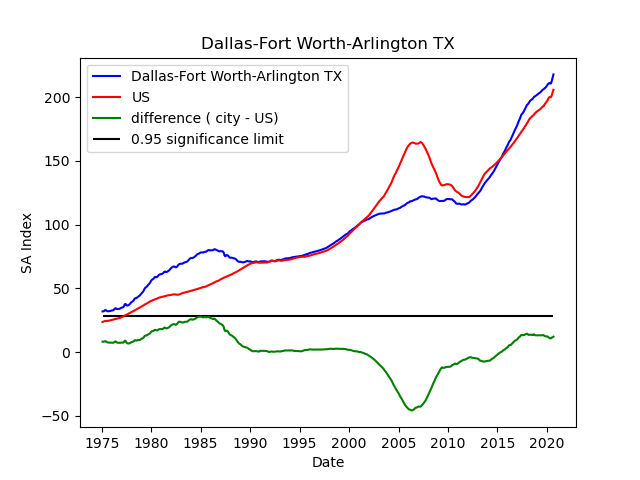 Dallas-Fort Worth-Arlington TX
Dallas-Fort Worth-Arlington TX
US
difference ( city - US)
0.95 significance limit
SA Index
200
150
100
50
0
−50
1975 1980 1985 1990 1995 2000 2005 2010 2015 2020
Date